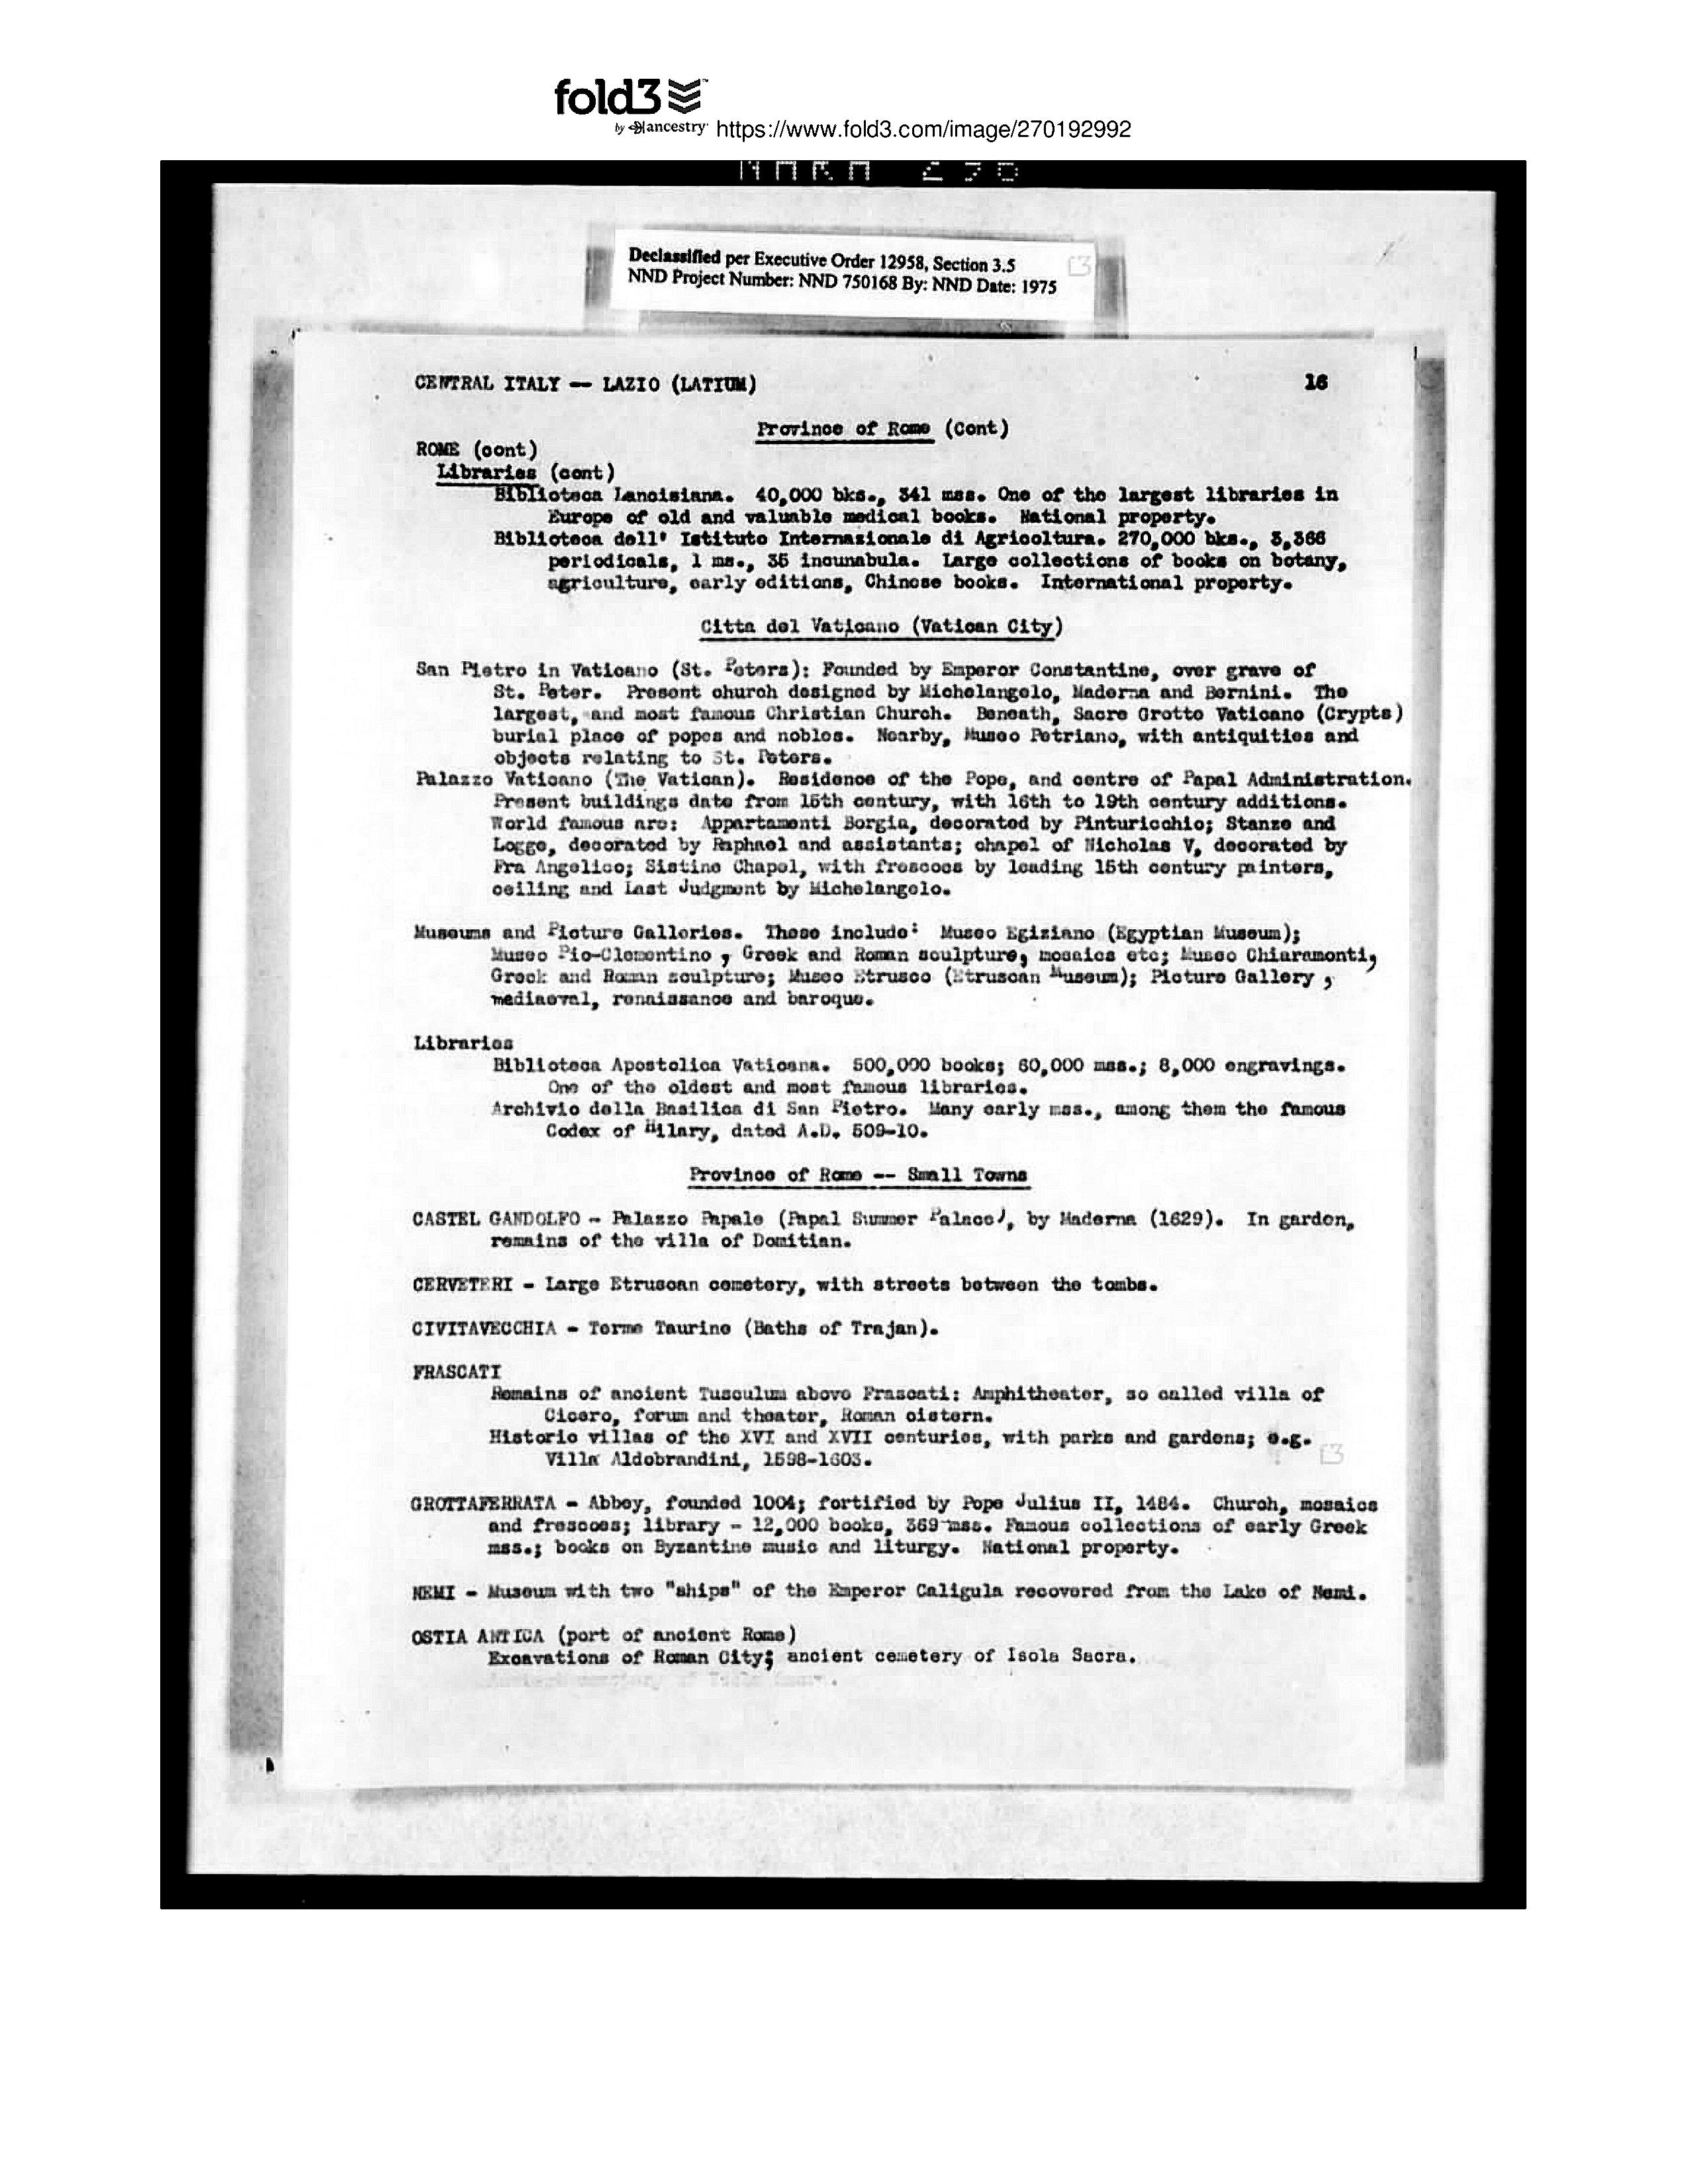 fold3
by ancestry https://www.fold3.com/image/270192992
Declassified per Executive Order 12958, Section 3.5
NND Project Number: NND 750168 By: NND Date: 1975
CENTRAL ITALY -- LAZIO (LATIUM) 16
Province of Rome (Cont)
ROME (cont)
Libraries (cont)
Biblioteca Lancisiana. 40,000 bks., 341 mss. One of the largest libraries in
Europe of old and valuable medical books. National property.
Biblioteca dell' Istituto Internazionale di Agricoltura. 270,000 bks., 3,366
periodicals, 1 ms., 35 incunabula. Large collections of books on botany,
agriculture, early editions, Chinese books. International property.
Citta del Vaticano (Vatican City)
San Pietro in Vaticano (St. Peters): Founded by Emperor Constantine, over grave of
St. Peter. Present church designed by Michelangelo, Maderna and Bernini. The
largest, and most famous Christian Church. Beneath, Sacre Grotto Vaticano (Crypts)
burial place of popes and nobles. Nearby, Museo Petriano, with antiquities and
objects relating to St. Peters.
Palazzo Vaticano (The Vatican). Residence of the Pope, and centre of Papal Administration.
Present buildings date from 15th century, with 16th to 19th century additions.
World famous are: Appartamenti Borgia, decorated by Pinturicchio; Stanze and
Logge, decorated by Raphael and assistants; chapel of Nicholas V, decorated by
Fra Angelico; Sistine Chapel, with frescoes by leading 15th century painters,
ceiling and Last Judgment by Michelangelo.
Museums and Picture Galleries. These include: Museo Egiziano (Egyptian Museum);
Museo Pio-Clementino, Greek and Roman sculpture, mosaics etc; Museo Chiaramonti,
Greek and Roman sculpture; Museo Etrusco (Etruscan Museum); Picture Gallery,
mediaeval, renaissance and baroque.
Libraries
Biblioteca Apostolica Vaticana. 500,000 books; 60,000 mss.; 8,000 engravings.
One of the oldest and most famous libraries.
Archivio della Basilica di San Pietro. Many early mss., among them the famous
Codex of Hilary, dated A.D. 509-10.
Province of Rome -- Small Towns
CASTEL GANDOLFO - Palazzo Papale (Papal Summer Palace), by Maderna (1629). In garden,
remains of the villa of Domitian.
CERVETERI - Large Etruscan cemetery, with streets between the tombs.
CIVITAVECCHIA - Terme Taurine (Baths of Trajan).
FRASCATI
Remains of ancient Tusculum above Frascati: Amphitheater, so called villa of
Cicero, forum and theater, Roman cistern.
Historic villas of the XVI and XVII centuries, with parks and gardens; e.g.
Villa Aldobrandini, 1598-1603.
GROTTAFERRATA - Abbey, founded 1004; fortified by Pope Julius II, 1484. Church, mosaics
and frescoes; library - 12,000 books, 369 mss. Famous collections of early Greek
mss.; books on Byzantine music and liturgy. National property.
NEMI - Museum with two "ships" of the Emperor Caligula recovered from the Lake of Nemi.
OSTIA ANTICA (port of ancient Rome)
Excavations of Roman City; ancient cemetery of Isola Sacra.